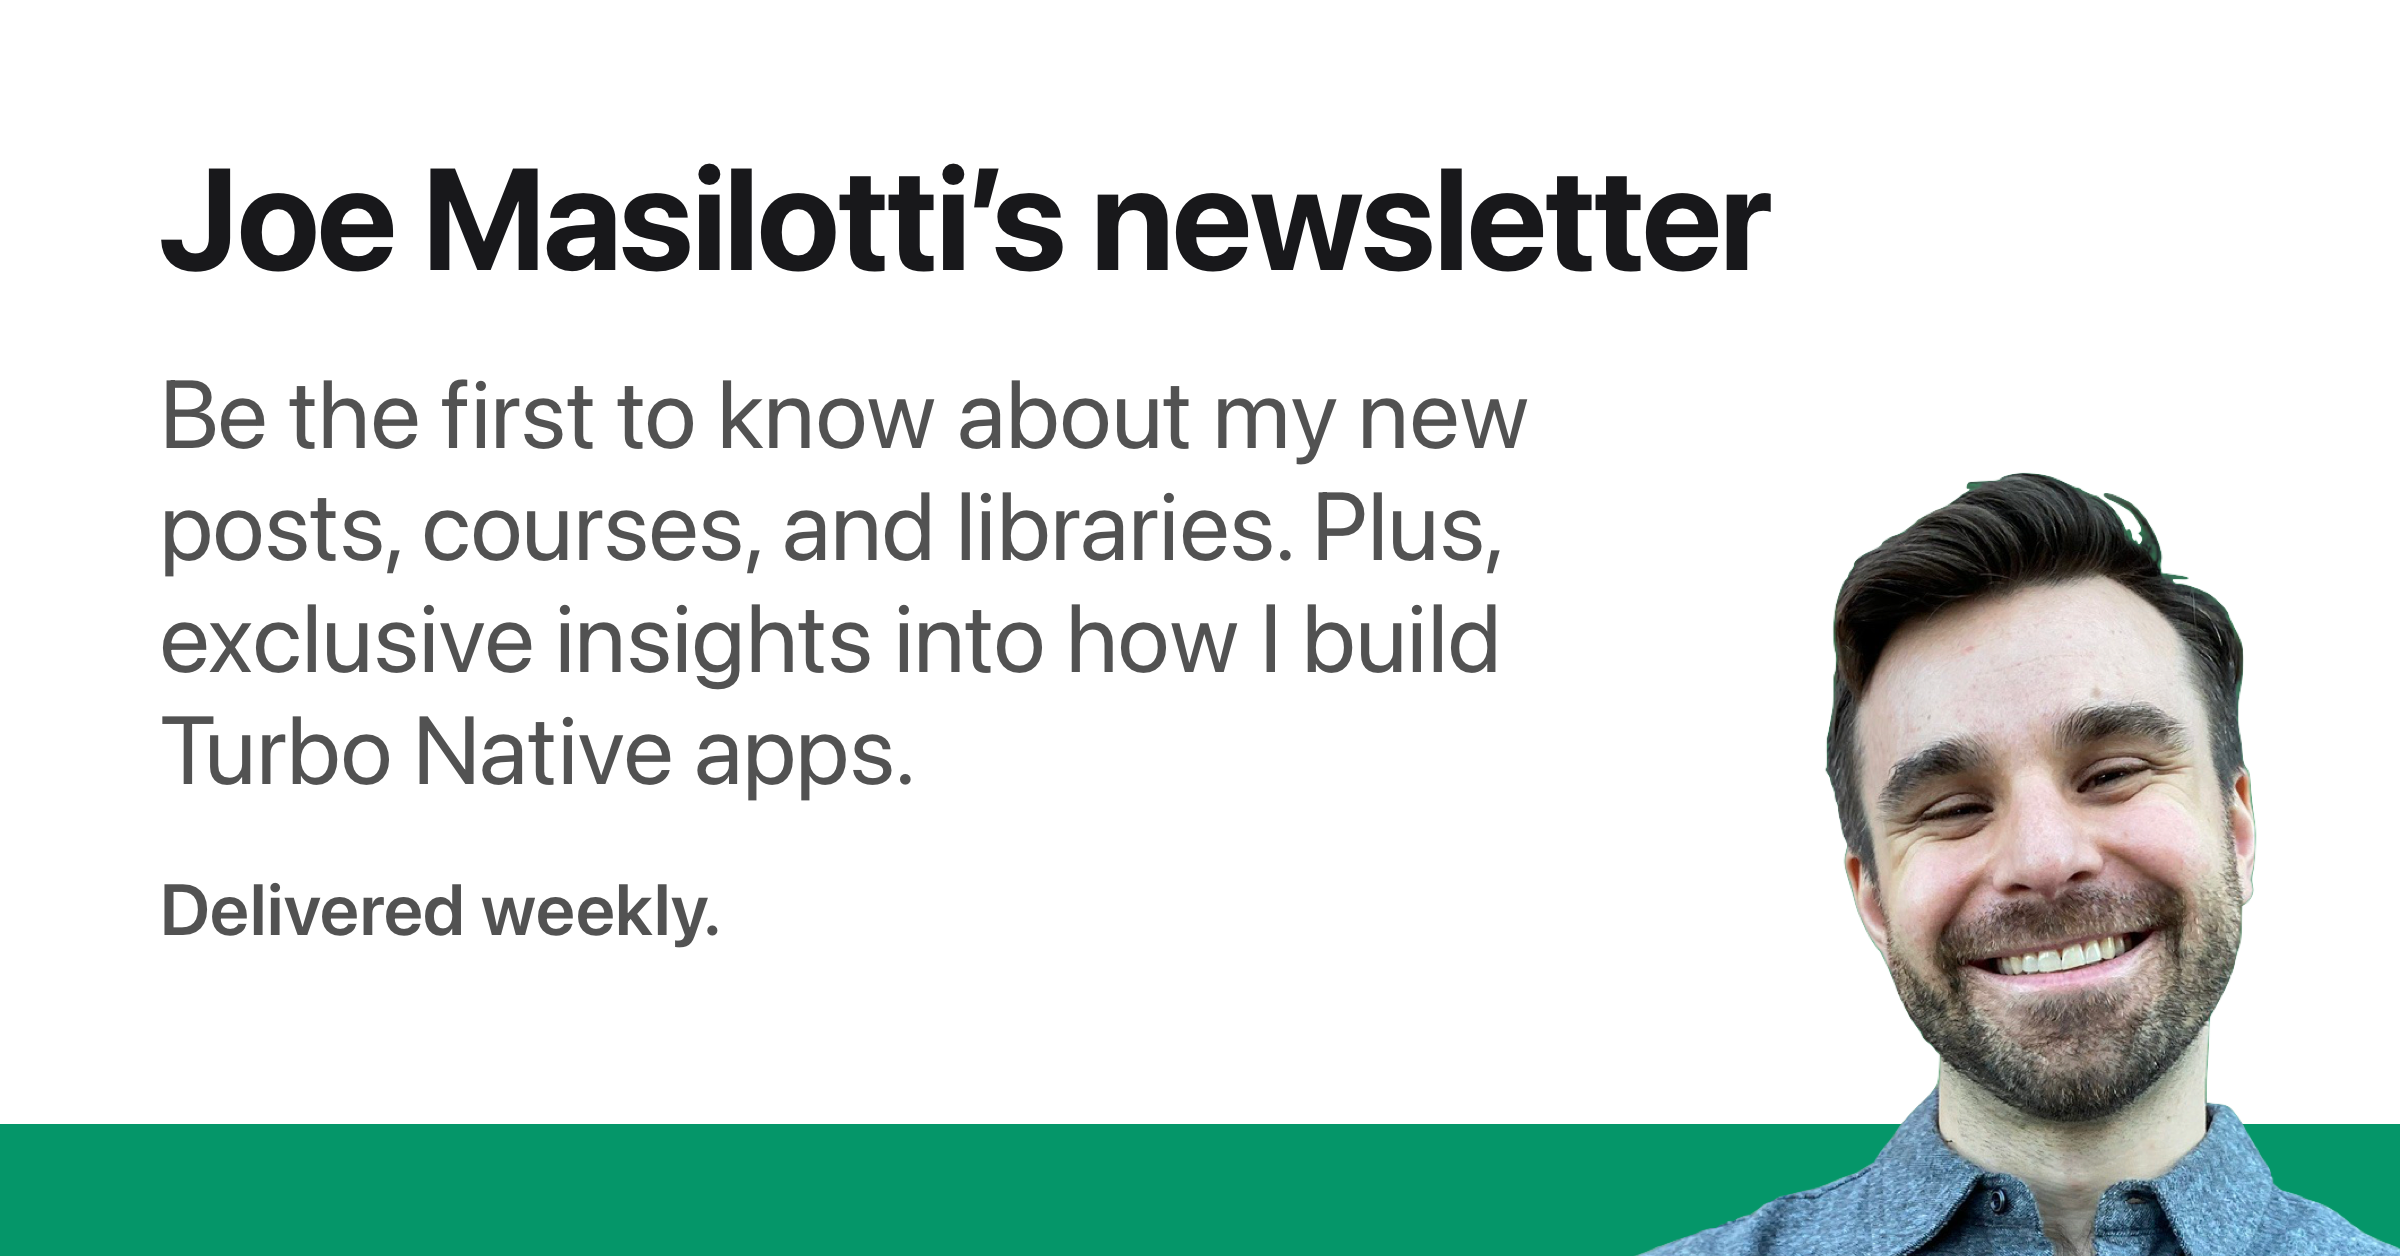 Joe Masilotti’s newsletter
Be the first to know about my new
posts, courses, and libraries. Plus,
exclusive insights into how I build
Turbo Native apps.
Delivered weekly.